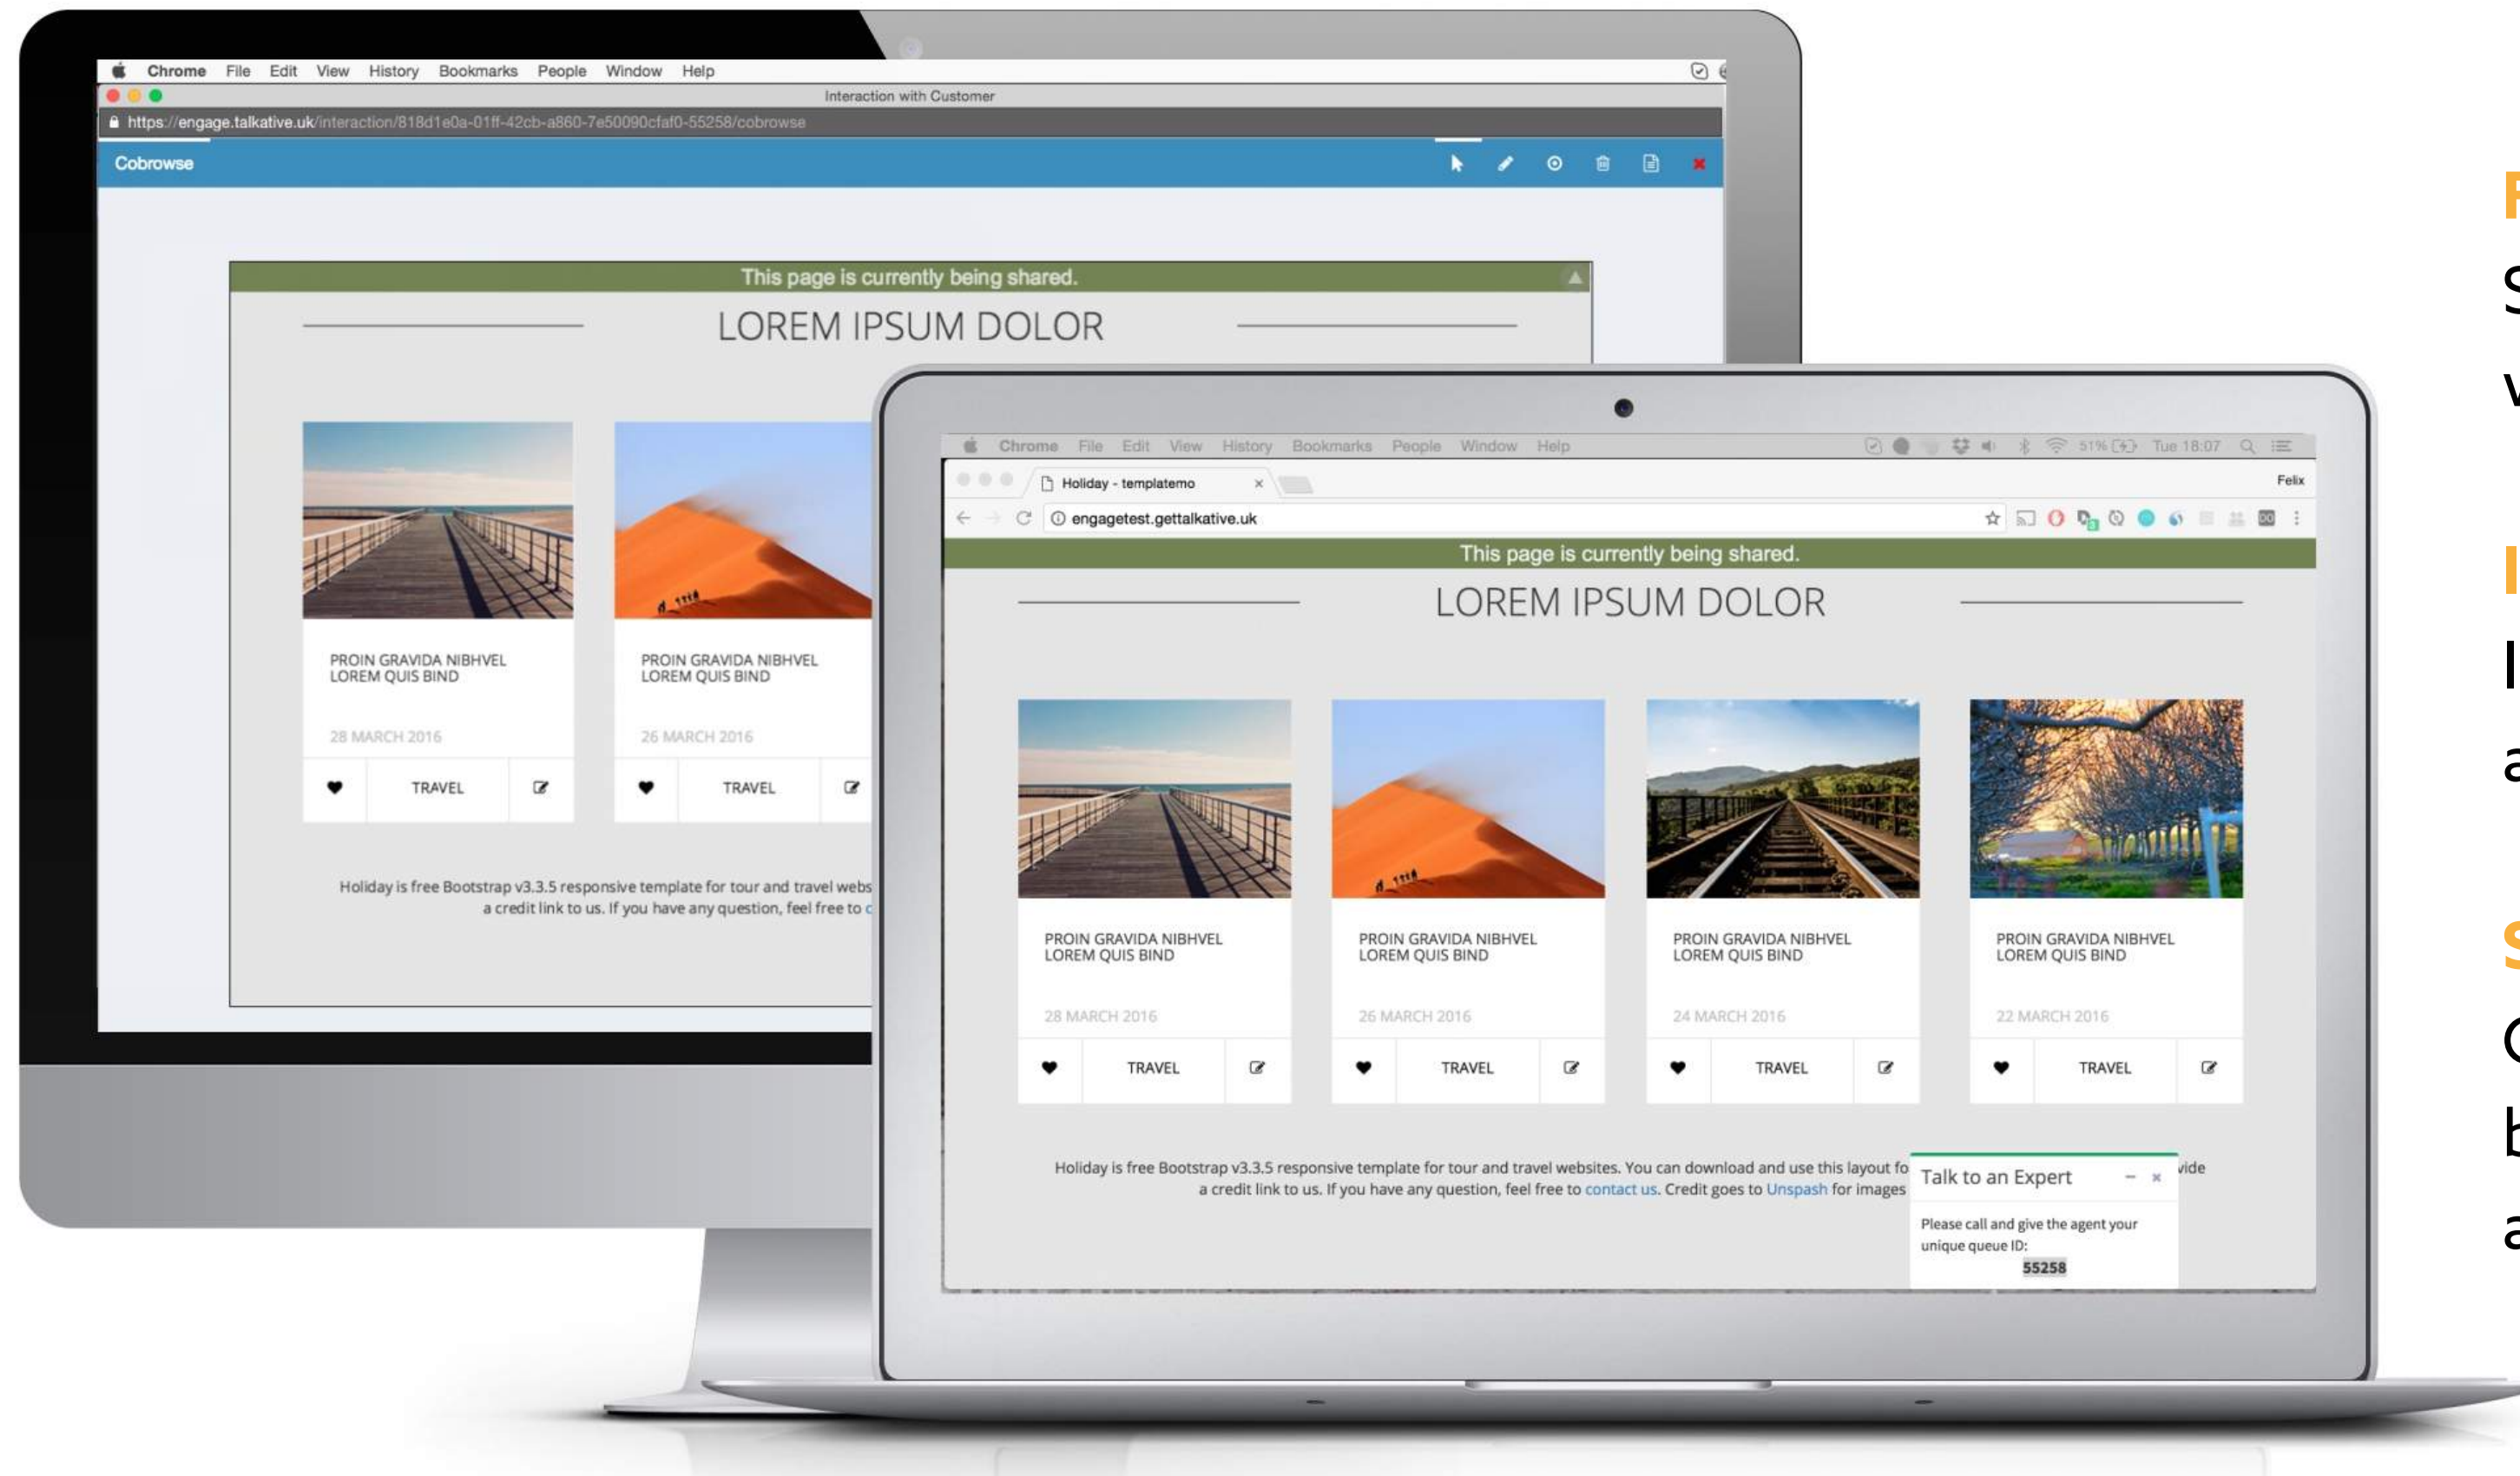 Chrome File Edit View History Bookmarks People Window Help
Interaction with Customer
https://engage.talkative.uk/interaction/818d1e0a-01ff-42cb-a860-7e50090cfaf0-55258/cobrowse
Cobrowse
This page is currently being shared.
LOREM IPSUM DOLOR
PROIN GRAVIDA NIBHVEL
LOREM QUIS BIND
28 MARCH 2016
TRAVEL
PROIN GRAVIDA NIBHVEL
LOREM QUIS BIND
26 MARCH 2016
TRAVEL
Holiday is free Bootstrap v3.3.5 responsive template for tour and travel webs
a credit link to us. If you have any question, feel free to c
Chrome File Edit View History Bookmarks People Window Help 51% Tue 18:07
Holiday - templatemo Felix
engagetest.gettalkative.uk
This page is currently being shared.
LOREM IPSUM DOLOR
PROIN GRAVIDA NIBHVEL
LOREM QUIS BIND
28 MARCH 2016
TRAVEL
PROIN GRAVIDA NIBHVEL
LOREM QUIS BIND
26 MARCH 2016
TRAVEL
PROIN GRAVIDA NIBHVEL
LOREM QUIS BIND
24 MARCH 2016
TRAVEL
PROIN GRAVIDA NIBHVEL
LOREM QUIS BIND
22 MARCH 2016
TRAVEL
Holiday is free Bootstrap v3.3.5 responsive template for tour and travel websites. You can download and use this layout fo vide
a credit link to us. If you have any question, feel free to contact us. Credit goes to Unspash for images
Talk to an Expert
Please call and give the agent your
unique queue ID:
55258